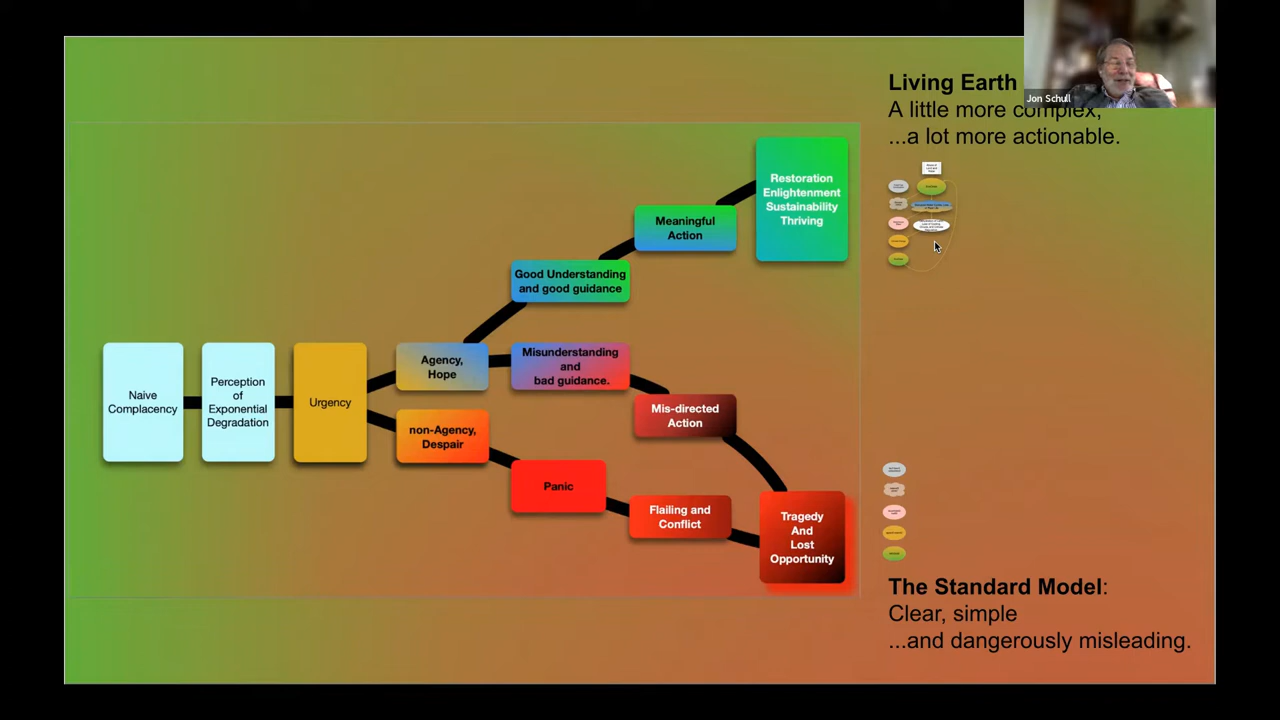 Living Earth
A little more complex,
...a lot more actionable.
Jon Schull
Restoration
Enlightenment
Sustainability
Thriving
Meaningful
Action
Good Understanding
and good guidance
Naive
Complacency
Perception
of
Exponential
Degradation
Urgency
Agency,
Hope
Misunderstanding
and
bad guidance.
Mis-directed
Action
non-Agency,
Despair
Panic
Flailing and
Conflict
Tragedy
And
Lost
Opportunity
The Standard Model:
Clear, simple
...and dangerously misleading.